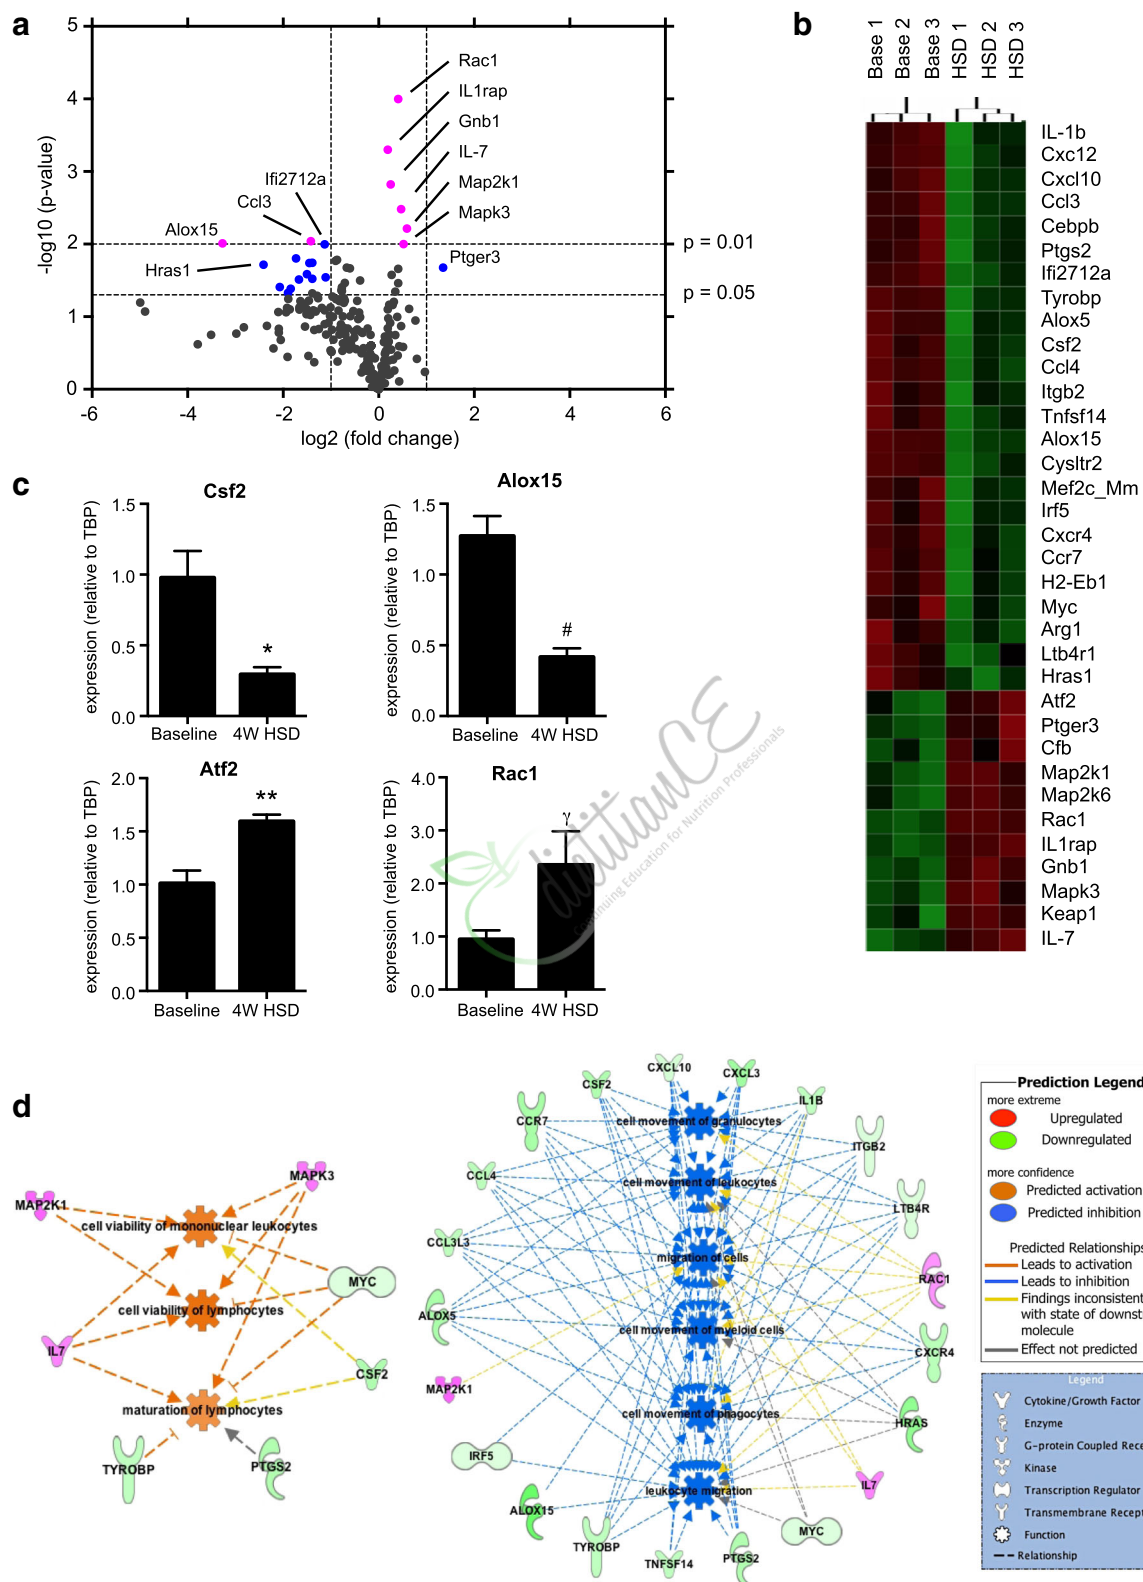 a
5
4
3
2
1
0
-6
-4
-2
0
2
4
6
-log10 (p-value)
log2 (fold change)
Rac1
IL1rap
Gnb1
IL-7
Map2k1
Mapk3
Ifi2712a
Ccl3
Alox15
Hras1
Ptger3
p = 0.01
p = 0.05
b
Base 1
Base 2
Base 3
HSD 1
HSD 2
HSD 3
IL-1b
Cxc12
Cxcl10
Ccl3
Cebpb
Ptgs2
Ifi2712a
Tyrobp
Alox5
Csf2
Ccl4
Itgb2
Tnfsf14
Alox15
Cysltr2
Mef2c_Mm
Irf5
Cxcr4
Ccr7
H2-Eb1
Myc
Arg1
Ltb4r1
Hras1
Atf2
Ptger3
Cfb
Map2k1
Map2k6
Rac1
IL1rap
Gnb1
Mapk3
Keap1
IL-7
c
Csf2
expression (relative to TBP)
1.5
1.0
0.5
0.0
*
Baseline 4W HSD
Alox15
expression (relative to TBP)
1.5
1.0
0.5
0.0
#
Baseline 4W HSD
Atf2
expression (relative to TBP)
2.0
1.5
1.0
0.5
0.0
**
Baseline 4W HSD
Rac1
expression (relative to TBP)
4.0
3.0
2.0
1.0
0.0
γ
Baseline 4W HSD
dietitianCE
Continuing Education for Nutrition Professionals
d
MAP2K1
MAPK3
cell viability of mononuclear leukocytes
MYC
cell viability of lymphocytes
IL7
CSF2
maturation of lymphocytes
TYROBP
PTGS2
CXCL10
CXCL3
CSF2
IL1B
CCR7
cell movement of granulocytes
ITGB2
CCL4
cell movement of leukocytes
LTB4R
CCL3L3
migration of cells
RAC1
ALOX5
cell movement of myeloid cells
CXCR4
MAP2K1
cell movement of phagocytes
HRAS
IRF5
leukocyte migration
IL7
ALOX15
MYC
TYROBP
TNFSF14
PTGS2
Prediction Legend
more extreme
Upregulated
Downregulated
more confidence
Predicted activation
Predicted inhibition
Predicted Relationships
Leads to activation
Leads to inhibition
Findings inconsistent
with state of downst
molecule
Effect not predicted
Legend
Cytokine/Growth Factor
Enzyme
G-protein Coupled Rece
Kinase
Transcription Regulator
Transmembrane Recept
Function
Relationship